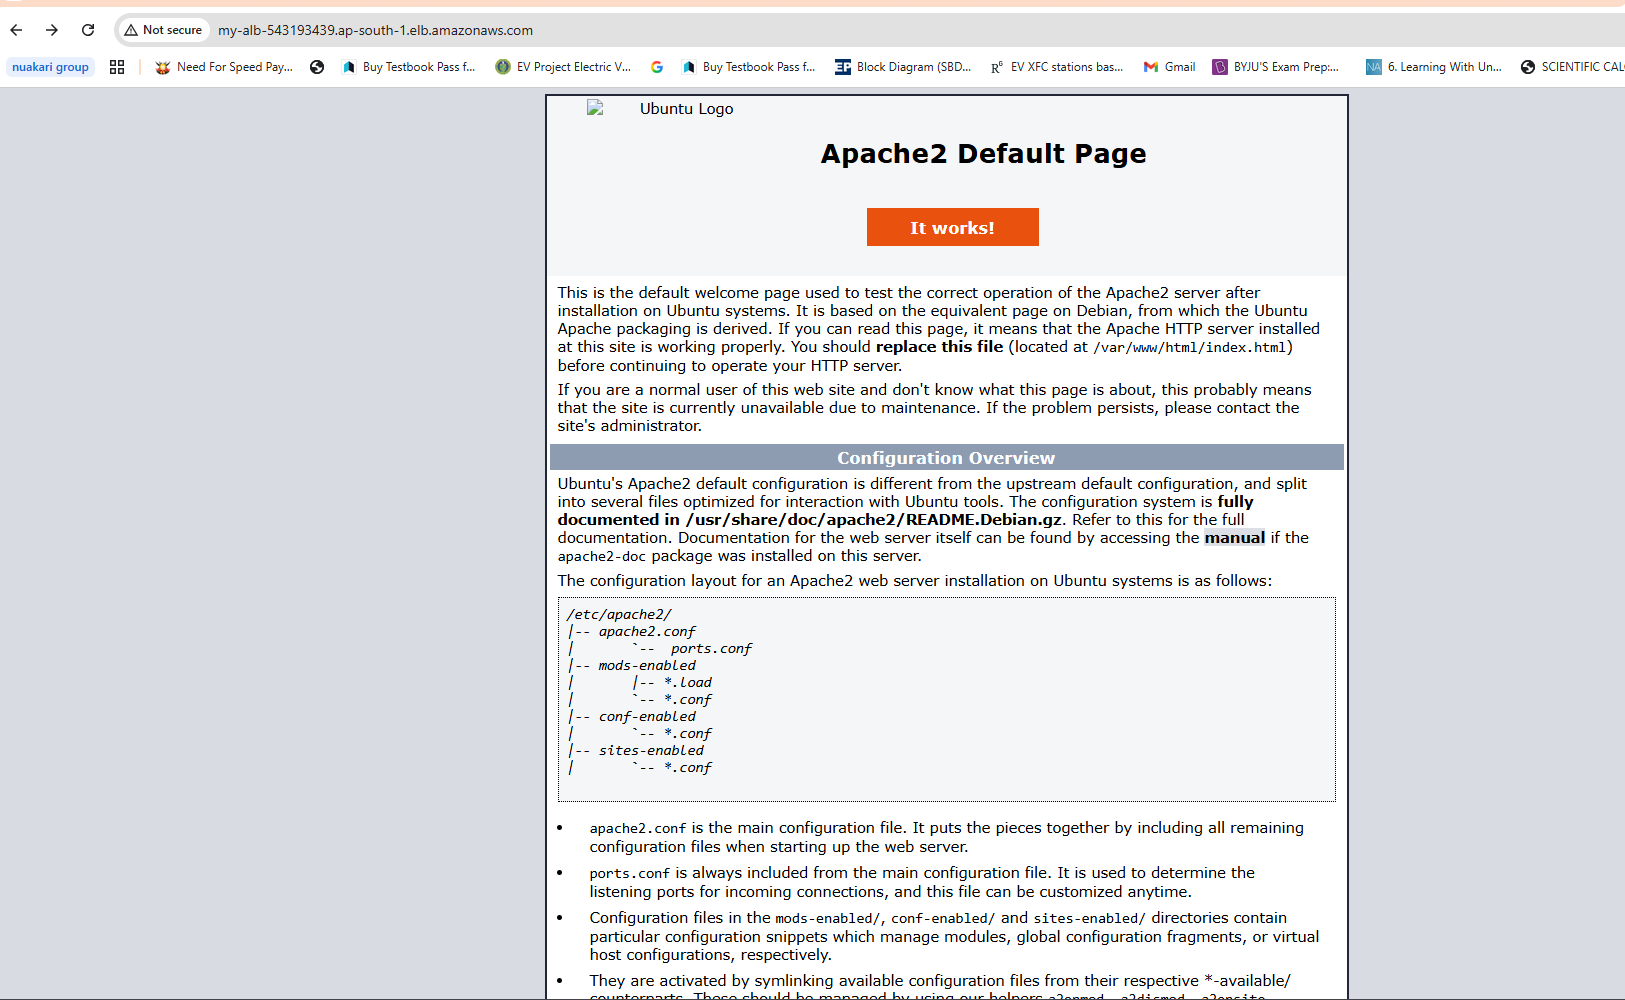 Not secure my-alb-543193439.ap-south-1.elb.amazonaws.com
nuakari group Need For Speed Pay... Buy Testbook Pass f... EV Project Electric V... Buy Testbook Pass f... Block Diagram (SBD... EV XFC stations bas... Gmail BYJU'S Exam Prep:... 6. Learning With Un... SCIENTIFIC CAL
Ubuntu Logo
Apache2 Default Page
It works!
This is the default welcome page used to test the correct operation of the Apache2 server after
installation on Ubuntu systems. It is based on the equivalent page on Debian, from which the Ubuntu
Apache packaging is derived. If you can read this page, it means that the Apache HTTP server installed
at this site is working properly. You should replace this file (located at /var/www/html/index.html)
before continuing to operate your HTTP server.
If you are a normal user of this web site and don't know what this page is about, this probably means
that the site is currently unavailable due to maintenance. If the problem persists, please contact the
site's administrator.
Configuration Overview
Ubuntu's Apache2 default configuration is different from the upstream default configuration, and split
into several files optimized for interaction with Ubuntu tools. The configuration system is fully
documented in /usr/share/doc/apache2/README.Debian.gz. Refer to this for the full
documentation. Documentation for the web server itself can be found by accessing the manual if the
apache2-doc package was installed on this server.
The configuration layout for an Apache2 web server installation on Ubuntu systems is as follows:
/etc/apache2/
|-- apache2.conf
|       `--  ports.conf
|-- mods-enabled
|       |-- *.load
|       `-- *.conf
|-- conf-enabled
|       `-- *.conf
|-- sites-enabled
|       `-- *.conf
• apache2.conf is the main configuration file. It puts the pieces together by including all remaining
configuration files when starting up the web server.
• ports.conf is always included from the main configuration file. It is used to determine the
listening ports for incoming connections, and this file can be customized anytime.
• Configuration files in the mods-enabled/, conf-enabled/ and sites-enabled/ directories contain
particular configuration snippets which manage modules, global configuration fragments, or virtual
host configurations, respectively.
• They are activated by symlinking available configuration files from their respective *-available/
counterparts. These should be managed by using our helpers a2enmod, a2dismod, a2ensite,